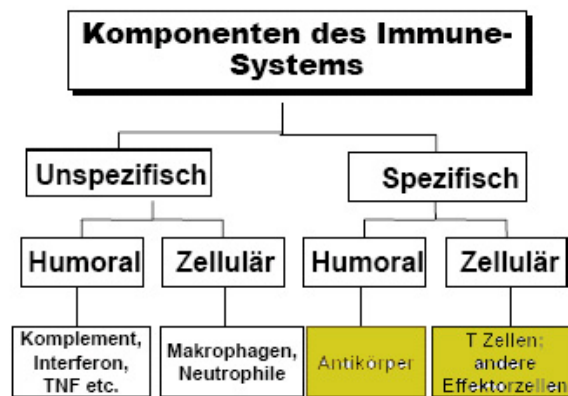 Komponenten des Immune-
Systems
Unspezifisch
Spezifisch
Humoral
Zellulär
Humoral
Zellulär
Komplement,
Interferon,
TNF etc.
Makrophagen,
Neutrophile
Antikörper
T Zellen;
andere
Effektorzellen